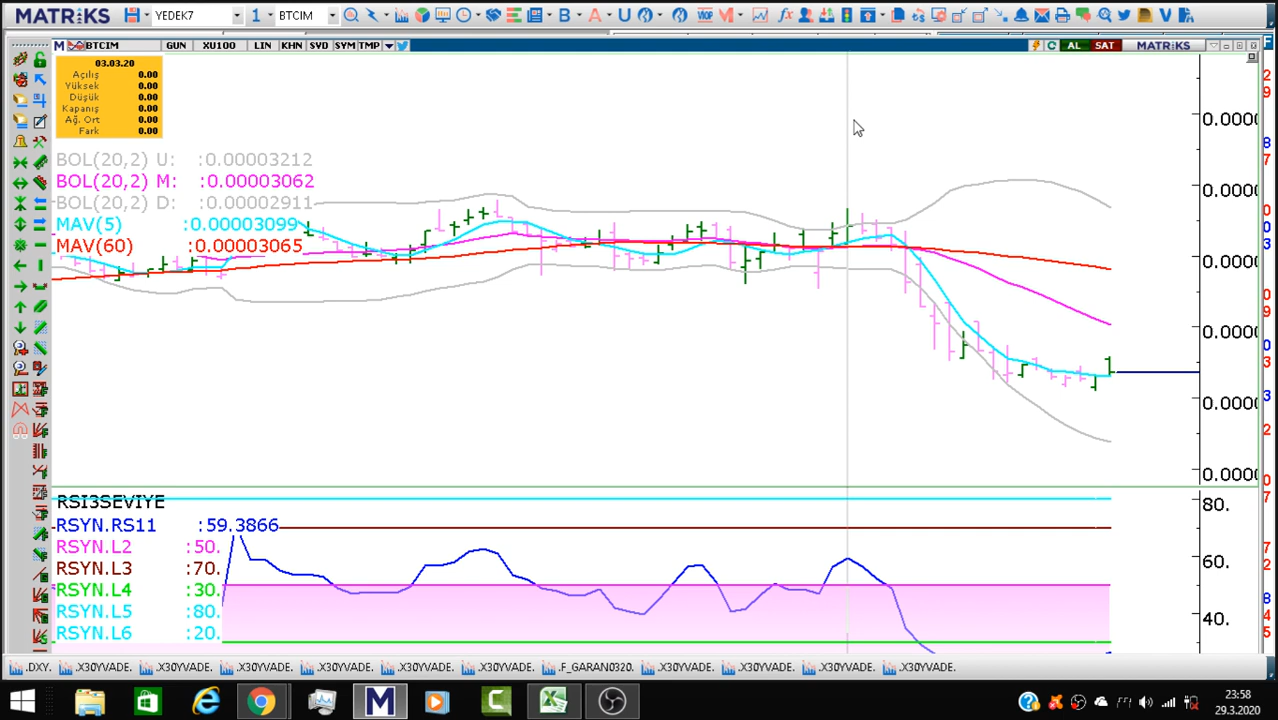 MATRIKS YEDEK7 1 BTCIM B A U VIOP M fx V
M BTCIM GUN XU100 LIN KHN SVD SYM TMP AL SAT MATRIKS
03.03.20
Açılış 0.00
Yüksek 0.00
Düşük 0.00
Kapanış 0.00
Ağ. Ort 0.00
Fark 0.00
BOL(20,2) U: :0.00003212
BOL(20,2) M: :0.00003062
BOL(20,2) D: :0.00002911
MAV(5) :0.00003099
MAV(60) :0.00003065
0.0000
0.0000
0.0000
0.0000
0.0000
0.0000
RSI3SEVIYE
RSYN.RS11 :59.3866
RSYN.L2 :50.
RSYN.L3 :70.
RSYN.L4 :30.
RSYN.L5 :80.
RSYN.L6 :20.
80.
60.
40.
.DXY. .X30YVADE. .X30YVADE. .X30YVADE. .X30YVADE. .X30YVADE. .X30YVADE. .F_GARAN0320. .X30YVADE. .X30YVADE. .X30YVADE. .X30YVADE.
23:58
29.3.2020